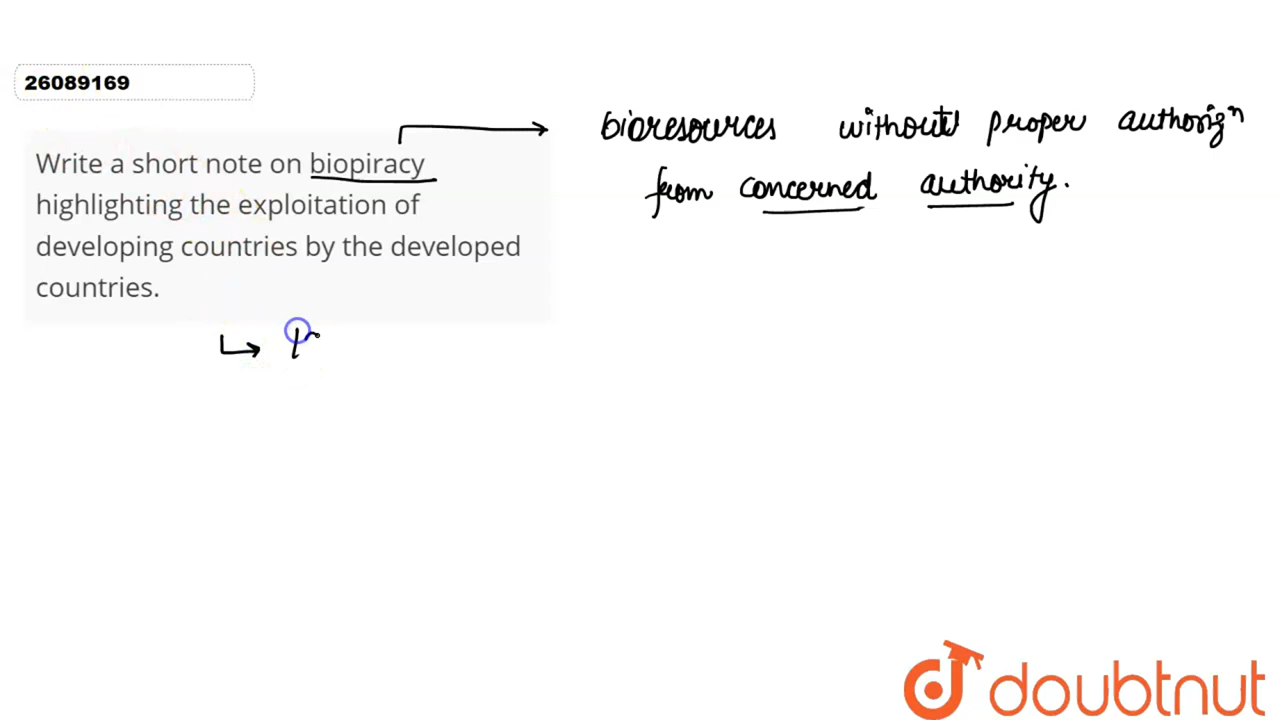 26089169
bioresources without proper authorizn
Write a short note on biopiracy
from concerned authority.
highlighting the exploitation of
developing countries by the developed
countries.
doubtnut